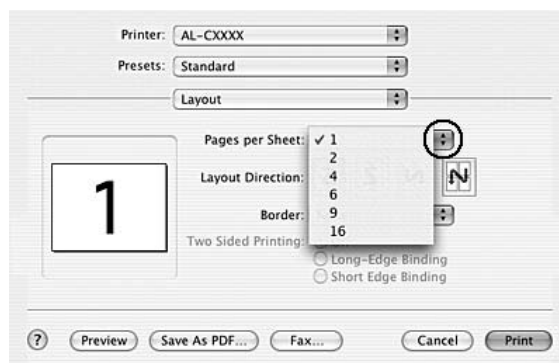 Printer: AL-CXXXX
Presets: Standard
Layout
Pages per Sheet: ✓ 1
2
Layout Direction: 4
6
Border: 9
16
1
Two Sided Printing:
Long-Edge Binding
Short Edge Binding
? Preview Save As PDF... Fax... Cancel Print